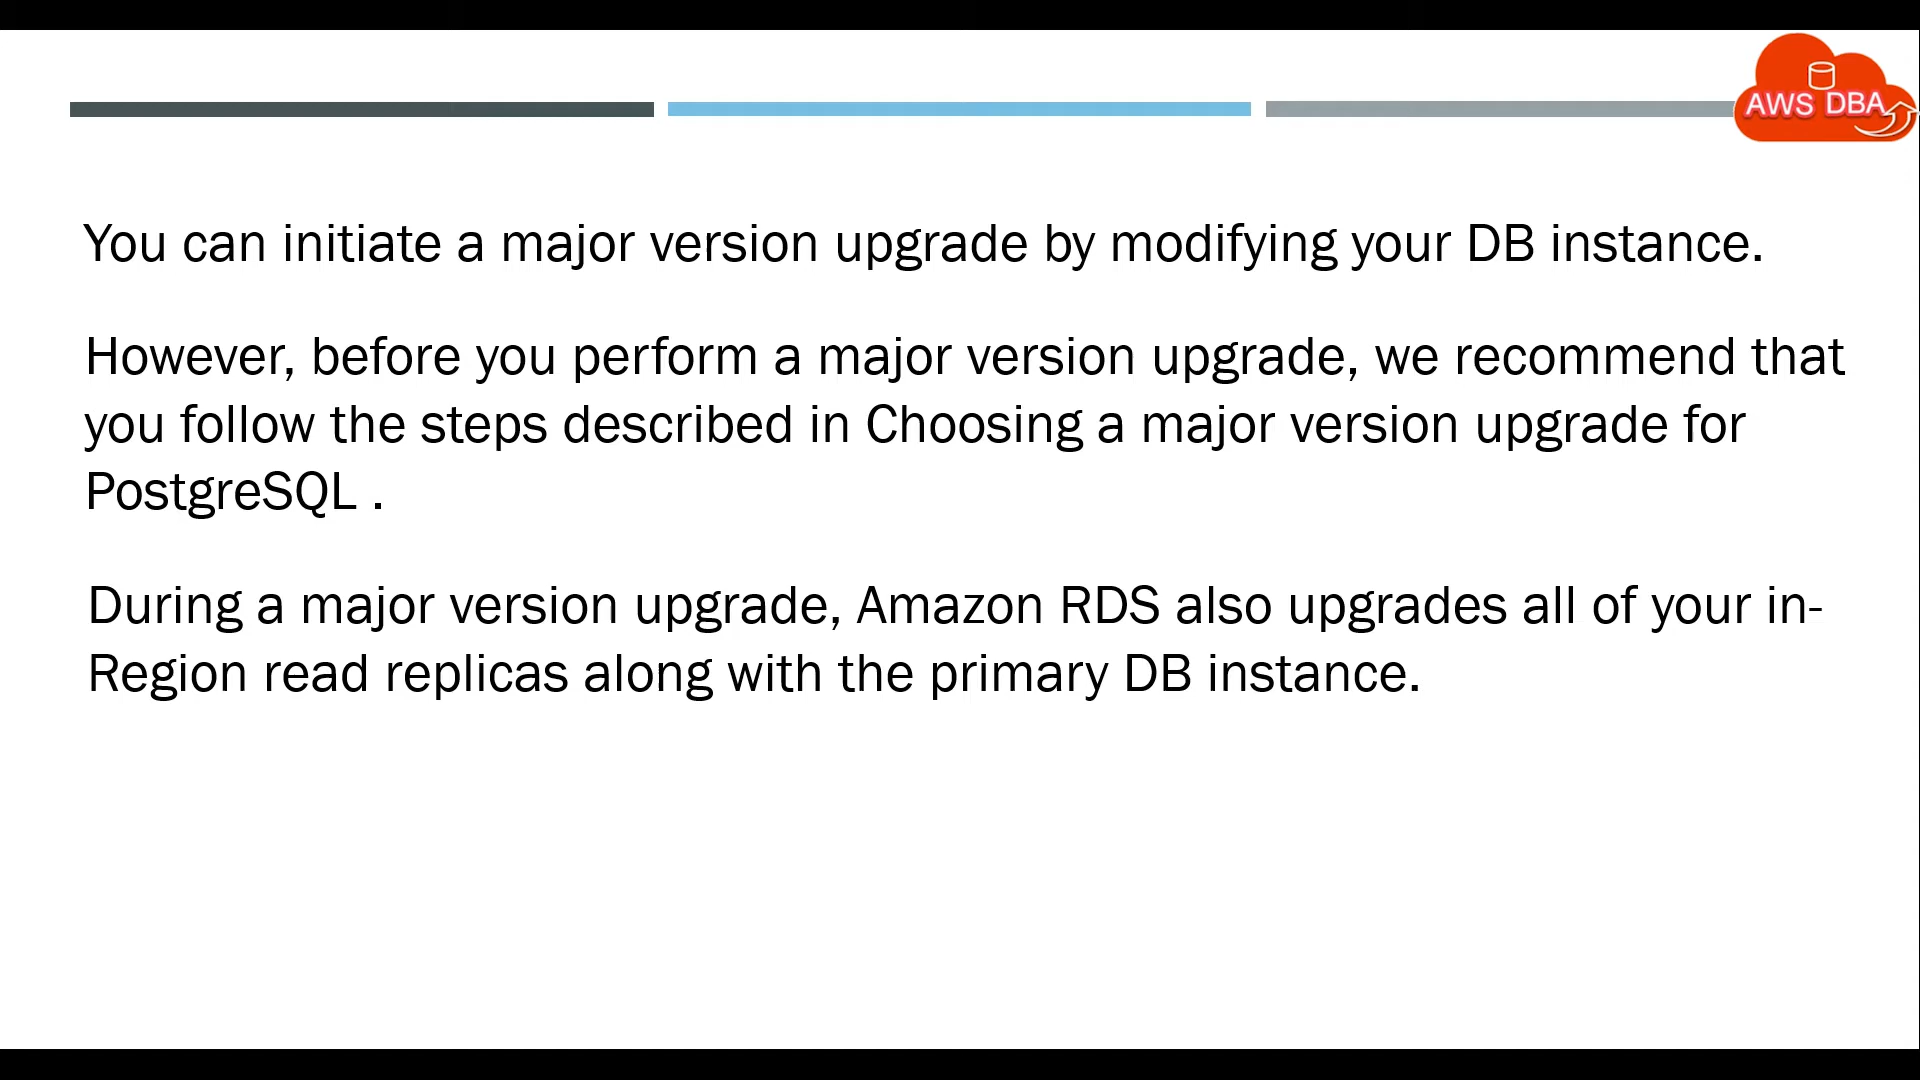 AWS DBA
You can initiate a major version upgrade by modifying your DB instance.
However, before you perform a major version upgrade, we recommend that
you follow the steps described in Choosing a major version upgrade for
PostgreSQL .
During a major version upgrade, Amazon RDS also upgrades all of your in-
Region read replicas along with the primary DB instance.